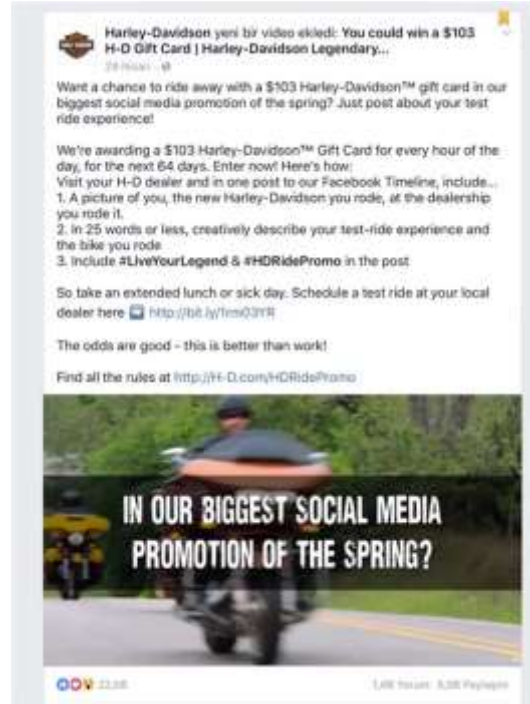 Harley-Davidson yeni bir video ekledi: You could win a $103
H-D Gift Card | Harley-Davidson Legendary...
28 Nisan
Want a chance to ride away with a $103 Harley-Davidson™ gift card in our
biggest social media promotion of the spring? Just post about your test
ride experience!
We're awarding a $103 Harley-Davidson™ Gift Card for every hour of the
day, for the next 64 days. Enter now! Here's how:
Visit your H-D dealer and in one post to our Facebook Timeline, include...
1. A picture of you, the new Harley-Davidson you rode, at the dealership
you rode it.
2. In 25 words or less, creatively describe your test-ride experience and
the bike you rode
3. Include #LiveYourLegend & #HDRidePromo in the post
So take an extended lunch or sick day. Schedule a test ride at your local
dealer here
The odds are good - this is better than work!
Find all the rules at http://H-D.com/HDRidePromo
IN OUR BIGGEST SOCIAL MEDIA
PROMOTION OF THE SPRING?
Yorum Paylaşım